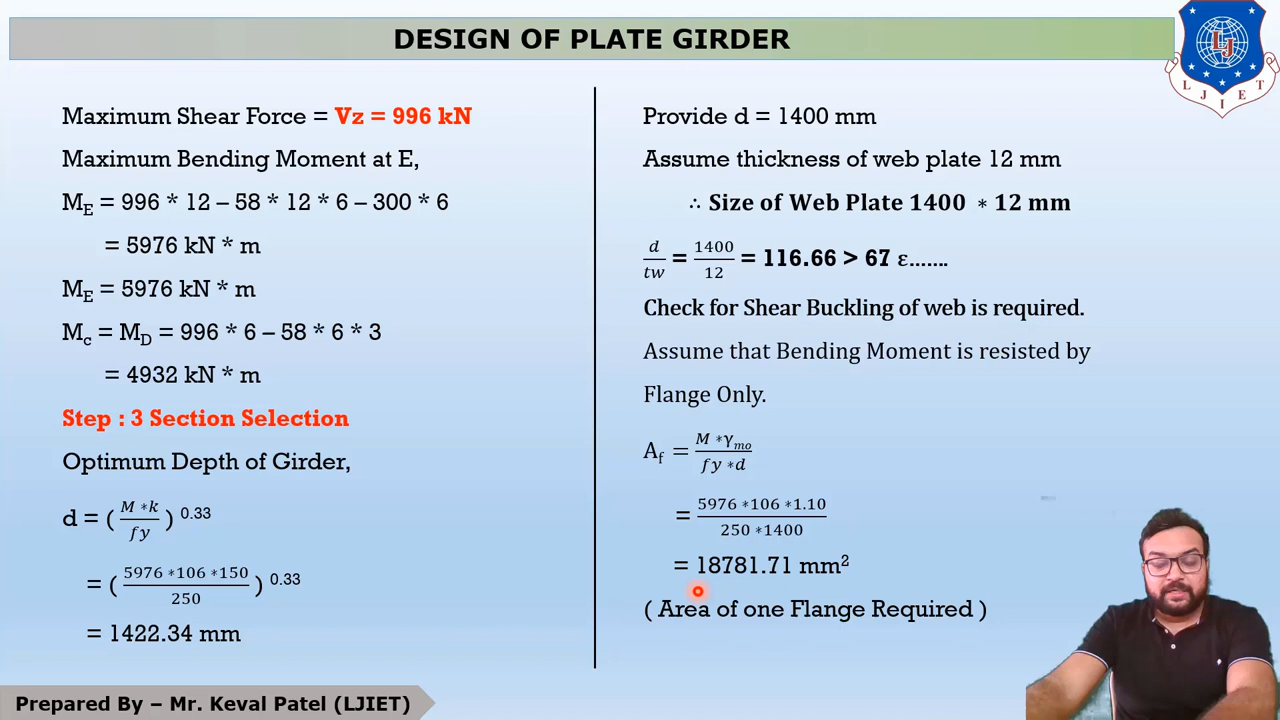 DESIGN OF PLATE GIRDER
LJ
L J I E T
Maximum Shear Force = Vz = 996 kN
Maximum Bending Moment at E,
M_E = 996 * 12 – 58 * 12 * 6 – 300 * 6
= 5976 kN * m
M_E = 5976 kN * m
M_c = M_D = 996 * 6 – 58 * 6 * 3
= 4932 kN * m
Step : 3 Section Selection
Optimum Depth of Girder,
d = ( M *k / fy ) 0.33
= ( 5976 *106 *150 / 250 ) 0.33
= 1422.34 mm
Provide d = 1400 mm
Assume thickness of web plate 12 mm
∴ Size of Web Plate 1400 * 12 mm
d / tw = 1400 / 12 = 116.66 > 67 ε.......
Check for Shear Buckling of web is required.
Assume that Bending Moment is resisted by
Flange Only.
A_f = M *γ_mo / fy *d
= 5976 *106 *1.10 / 250 *1400
= 18781.71 mm²
( Area of one Flange Required )
Prepared By – Mr. Keval Patel (LJIET)